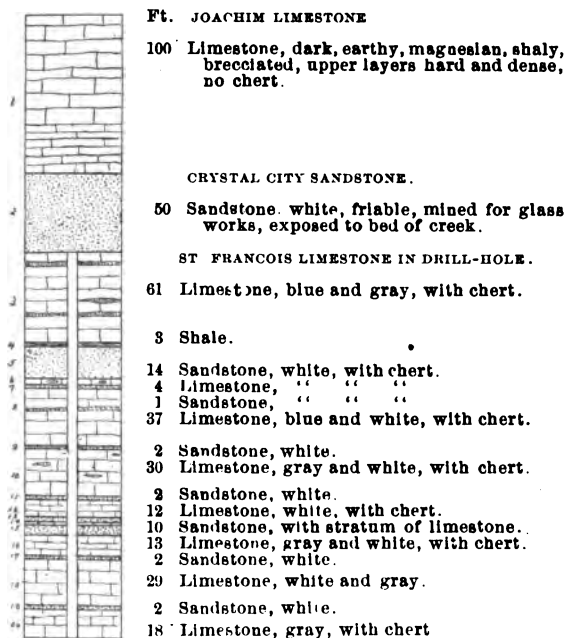 Ft. JOACHIM LIMESTONE
100 Limestone, dark, earthy, magnesian, shaly,
brecciated, upper layers hard and dense,
no chert.
CRYSTAL CITY SANDSTONE.
50 Sandstone. white, friable, mined for glass
works, exposed to bed of creek.
ST FRANCOIS LIMESTONE IN DRILL-HOLE.
61 Limestone, blue and gray, with chert.
3 Shale.
14 Sandstone, white, with chert.
4 Limestone, “ “ “
1 Sandstone, “ “ “
37 Limestone, blue and white, with chert.
2 Sandstone, white.
30 Limestone, gray and white, with chert.
2 Sandstone, white.
12 Limestone, white, with chert.
10 Sandstone, with stratum of limestone.
13 Limestone, gray and white, with chert.
2 Sandstone, white.
29 Limestone, white and gray.
2 Sandstone, white.
18 Limestone, gray, with chert